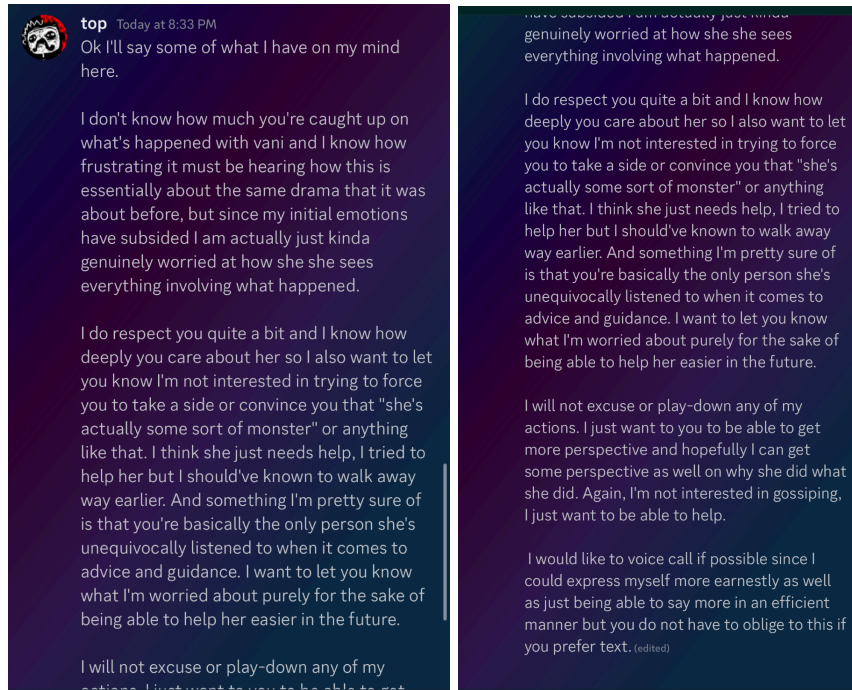 top Today at 8:33 PM
Ok I'll say some of what I have on my mind
here.
I don't know how much you're caught up on
what's happened with vani and I know how
frustrating it must be hearing how this is
essentially about the same drama that it was
about before, but since my initial emotions
have subsided I am actually just kinda
genuinely worried at how she she sees
everything involving what happened.
I do respect you quite a bit and I know how
deeply you care about her so I also want to let
you know I'm not interested in trying to force
you to take a side or convince you that "she's
actually some sort of monster" or anything
like that. I think she just needs help, I tried to
help her but I should've known to walk away
way earlier. And something I'm pretty sure of
is that you're basically the only person she's
unequivocally listened to when it comes to
advice and guidance. I want to let you know
what I'm worried about purely for the sake of
being able to help her easier in the future.
I will not excuse or play-down any of my
actions. I just want to you to be able to get
have subsided I am actually just kinda
genuinely worried at how she she sees
everything involving what happened.
I do respect you quite a bit and I know how
deeply you care about her so I also want to let
you know I'm not interested in trying to force
you to take a side or convince you that "she's
actually some sort of monster" or anything
like that. I think she just needs help, I tried to
help her but I should've known to walk away
way earlier. And something I'm pretty sure of
is that you're basically the only person she's
unequivocally listened to when it comes to
advice and guidance. I want to let you know
what I'm worried about purely for the sake of
being able to help her easier in the future.
I will not excuse or play-down any of my
actions. I just want to you to be able to get
more perspective and hopefully I can get
some perspective as well on why she did what
she did. Again, I'm not interested in gossiping,
I just want to be able to help.
I would like to voice call if possible since I
could express myself more earnestly as well
as just being able to say more in an efficient
manner but you do not have to oblige to this if
you prefer text. (edited)